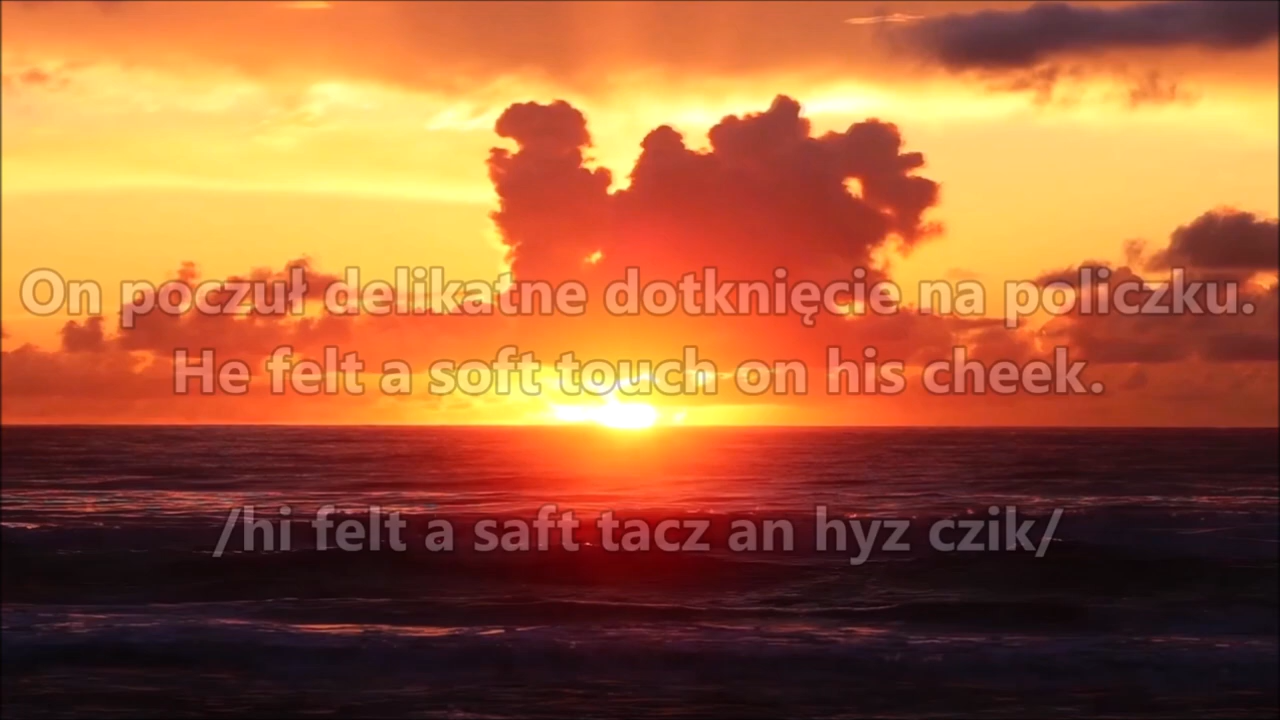 On poczuł delikatne dotknięcie na policzku.
He felt a soft touch on his cheek.
/hi felt a saft tacz an hyz czik/